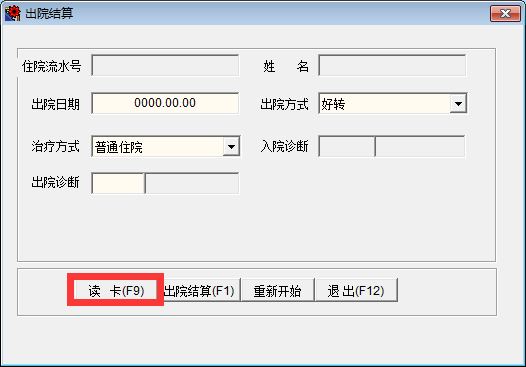 出院结算
住院流水号 姓 名
出院日期 0000.00.00 出院方式 好转
治疗方式 普通住院 入院诊断
出院诊断
读 卡(F9) 出院结算(F1) 重新开始 退 出(F12)